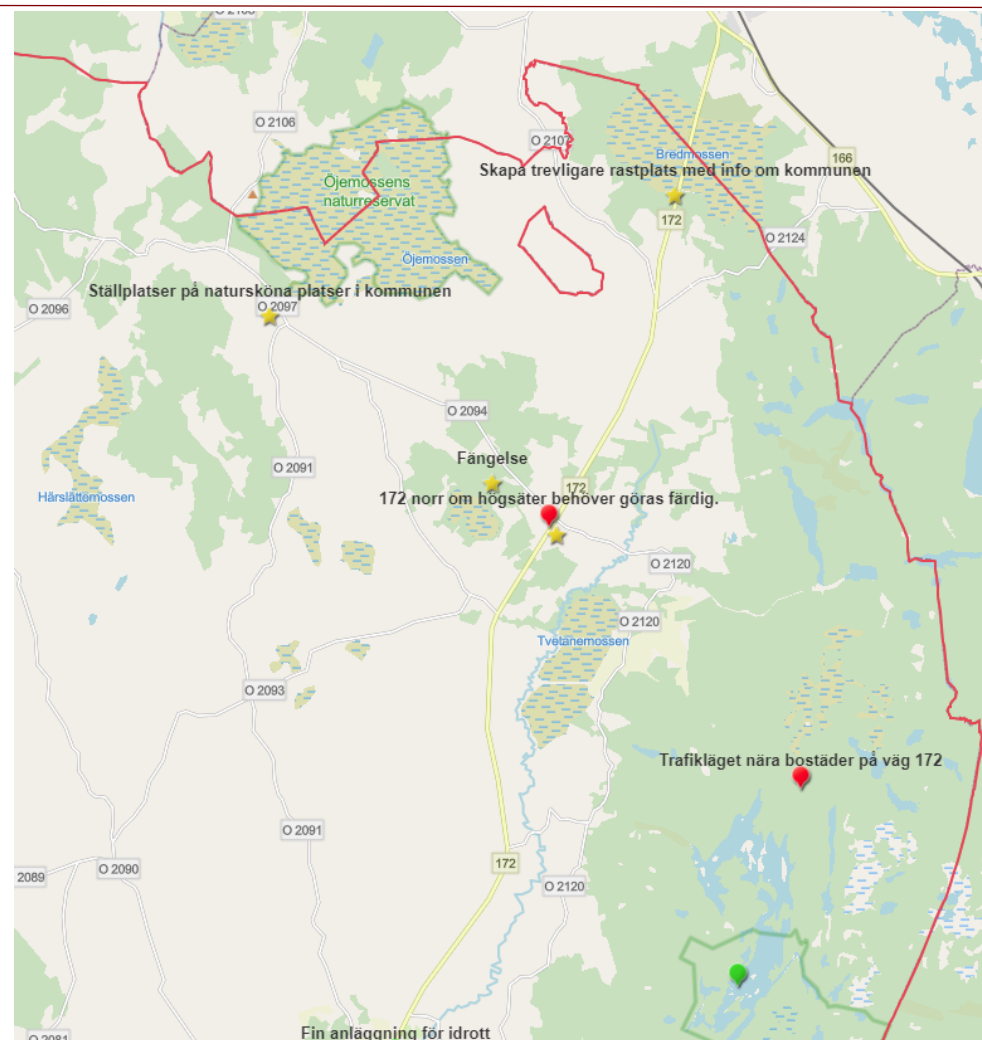 O 2103
O 2106
O 2107
Bredmossen
166
Skapa trevligare rastplats med info om kommunen
Öjemossens
naturreservat
172
O 2124
Öjemossen
Ställplatser på natursköna platser i kommunen
O 2096
O 2097
O 2094
Fängelse
O 2091
172
Härslättemossen
172 norr om högsäter behöver göras färdig.
O 2120
O 2120
Tvetanemossen
O 2093
Trafikläget nära bostäder på väg 172
O 2091
172
O 2090
2089
O 2120
Fin anläggning för idrott
O 2081